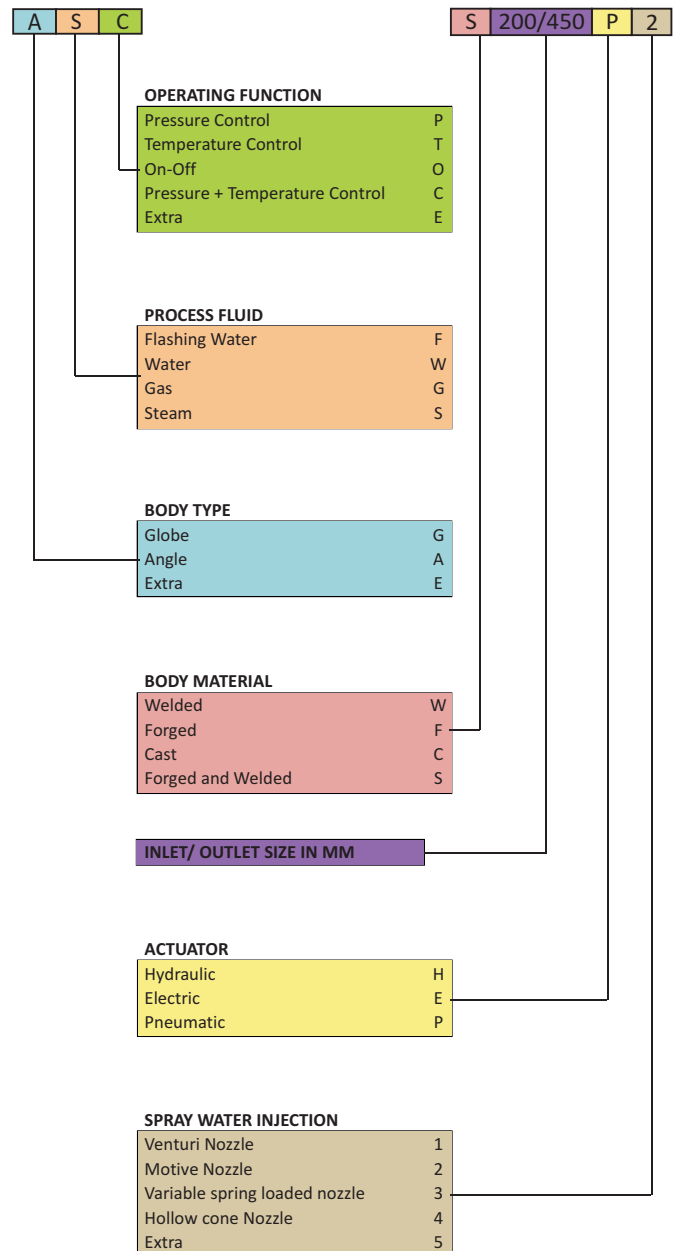 A S C S 200/450 P 2
OPERATING FUNCTION
Pressure Control P
Temperature Control T
On-Off O
Pressure + Temperature Control C
Extra E
PROCESS FLUID
Flashing Water F
Water W
Gas G
Steam S
BODY TYPE
Globe G
Angle A
Extra E
BODY MATERIAL
Welded W
Forged F
Cast C
Forged and Welded S
INLET/ OUTLET SIZE IN MM
ACTUATOR
Hydraulic H
Electric E
Pneumatic P
SPRAY WATER INJECTION
Venturi Nozzle 1
Motive Nozzle 2
Variable spring loaded nozzle 3
Hollow cone Nozzle 4
Extra 5